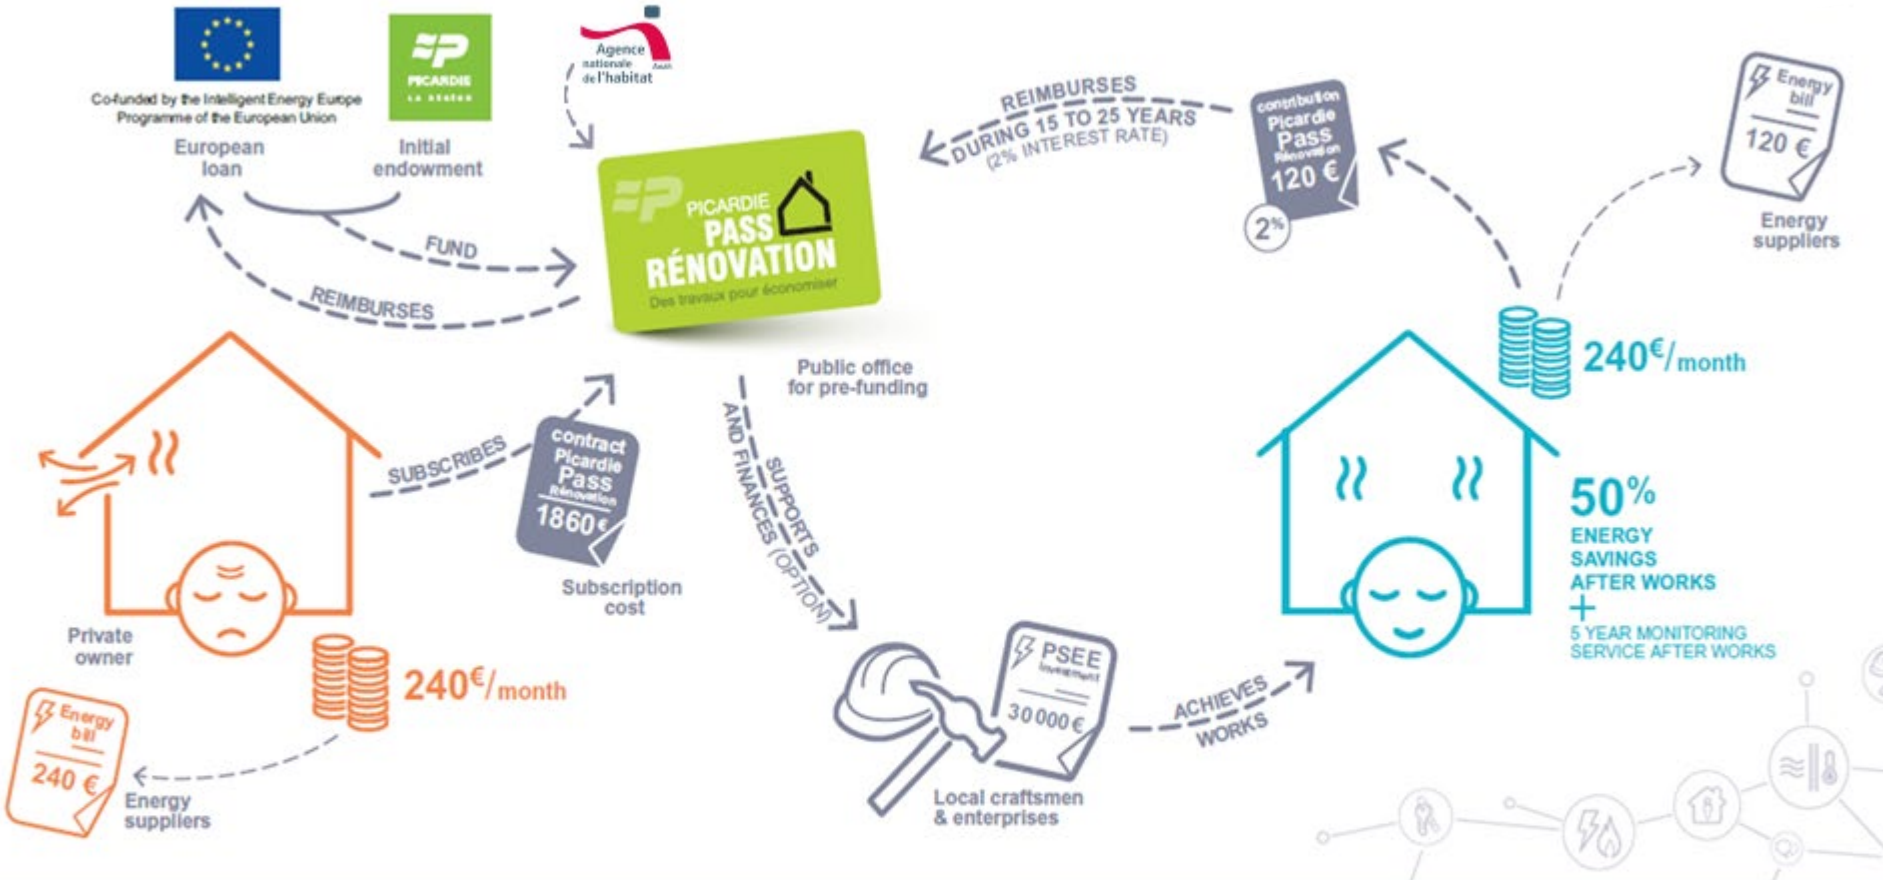 Co-funded by the Intelligent Energy Europe
Programme of the European Union
European
loan
PICARDIE
LA RÉGION
Initial
endowment
Agence
nationale
de l'habitat
Anah
FUND
REIMBURSES
PICARDIE
PASS
RÉNOVATION
Des travaux pour économiser
Public office
for pre-funding
REIMBURSES
DURING 15 TO 25 YEARS
(2% INTEREST RATE)
contribution
Picardie
Pass
Rénovation
120 €
2%
Energy
bill
120 €
Energy
suppliers
240€/month
50%
ENERGY
SAVINGS
AFTER WORKS
+
5 YEAR MONITORING
SERVICE AFTER WORKS
SUBSCRIBES
contract
Picardie
Pass
Rénovation
1860€
Subscription
cost
SUPPORTS
AND FINANCES (OPTION)
Private
owner
240€/month
Energy
bill
240 €
Energy
suppliers
PSEE
Investment
30 000 €
Local craftsmen
& enterprises
ACHIEVES
WORKS